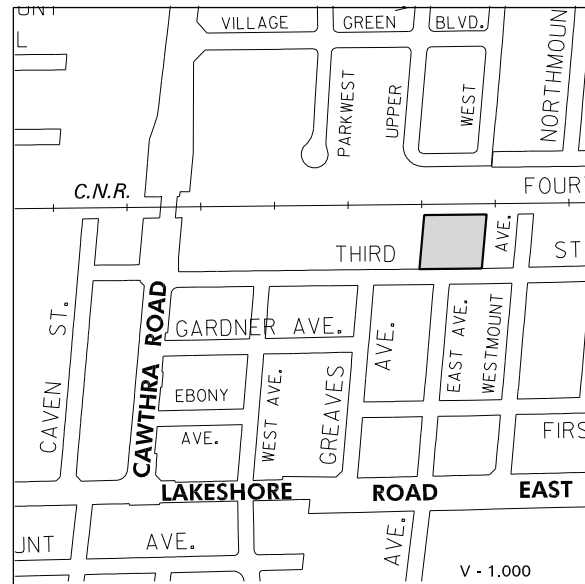 UNT
L
VILLAGE GREEN BLVD.
PARKWEST
UPPER
WEST
NORTHMOUN
C.N.R.
FOUR
THIRD
AVE.
ST
CAVEN ST.
CAWTHRA ROAD
GARDNER AVE.
EBONY
AVE.
WEST AVE.
GREAVES
AVE.
EAST AVE.
WESTMOUNT
FIRS
LAKESHORE ROAD EAST
UNT AVE.
AVE.
V - 1.000